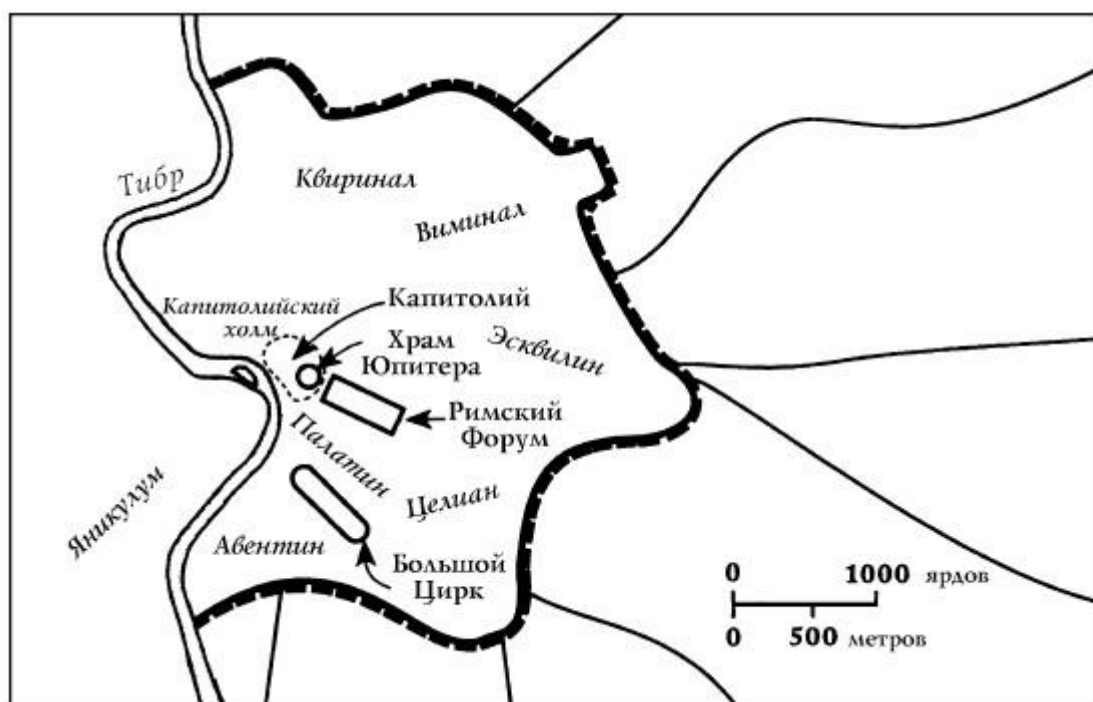 Тибр
Квиринал
Виминал
Капитолийский
холм
Капитолий
Храм
Юпитера
Эсквилин
Римский
Форум
Палатин
Целиан
Яникулум
Авентин
Большой
Цирк
0 1000 ярдов
0 500 метров